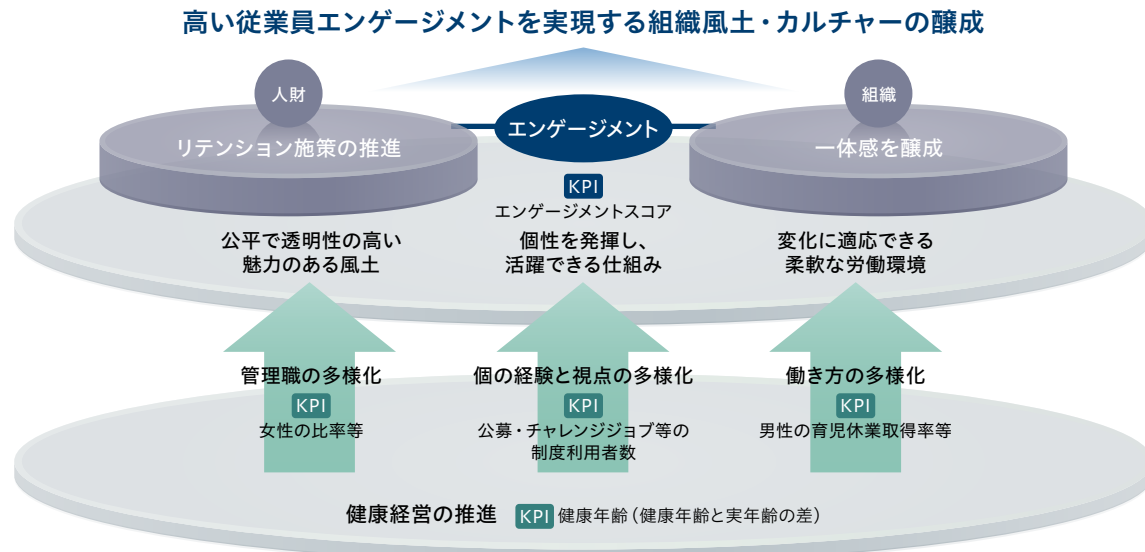 高い従業員エンゲージメントを実現する組織風土・カルチャーの醸成
人財
リテンション施策の推進
エンゲージメント
組織
一体感を醸成
KPI
エンゲージメントスコア
公平で透明性の高い
魅力のある風土
個性を発揮し、
活躍できる仕組み
変化に適応できる
柔軟な労働環境
管理職の多様化
KPI
女性の比率等
個の経験と視点の多様化
KPI
公募・チャレンジジョブ等の
制度利用者数
働き方の多様化
KPI
男性の育児休業取得率等
健康経営の推進 KPI 健康年齢(健康年齢と実年齢の差)